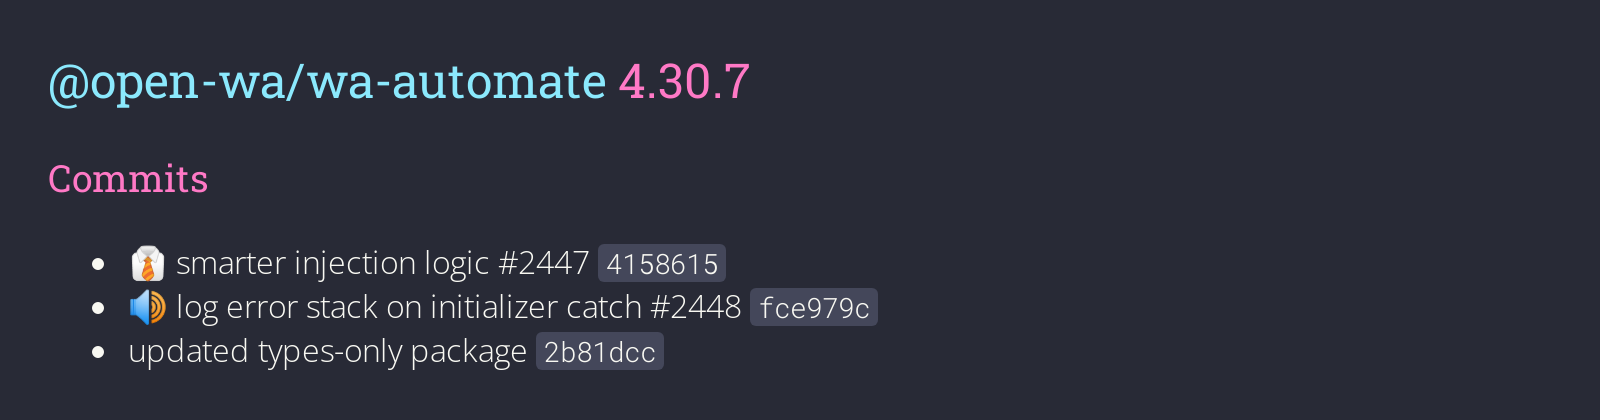 @open-wa/wa-automate 4.30.7
Commits
👔 smarter injection logic #2447 4158615
🔊 log error stack on initializer catch #2448 fce979c
updated types-only package 2b81dcc